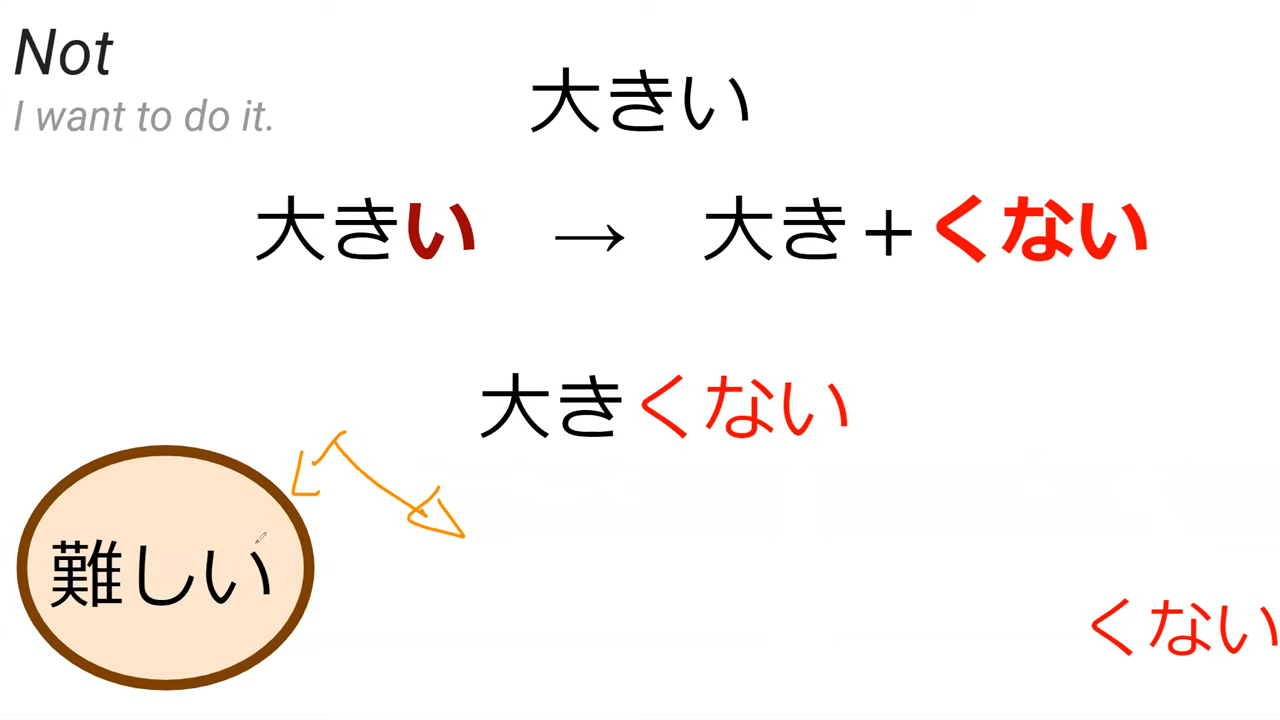 Not
I want to do it.
大きい
大きい → 大き+くない
大きくない
難しい
くない